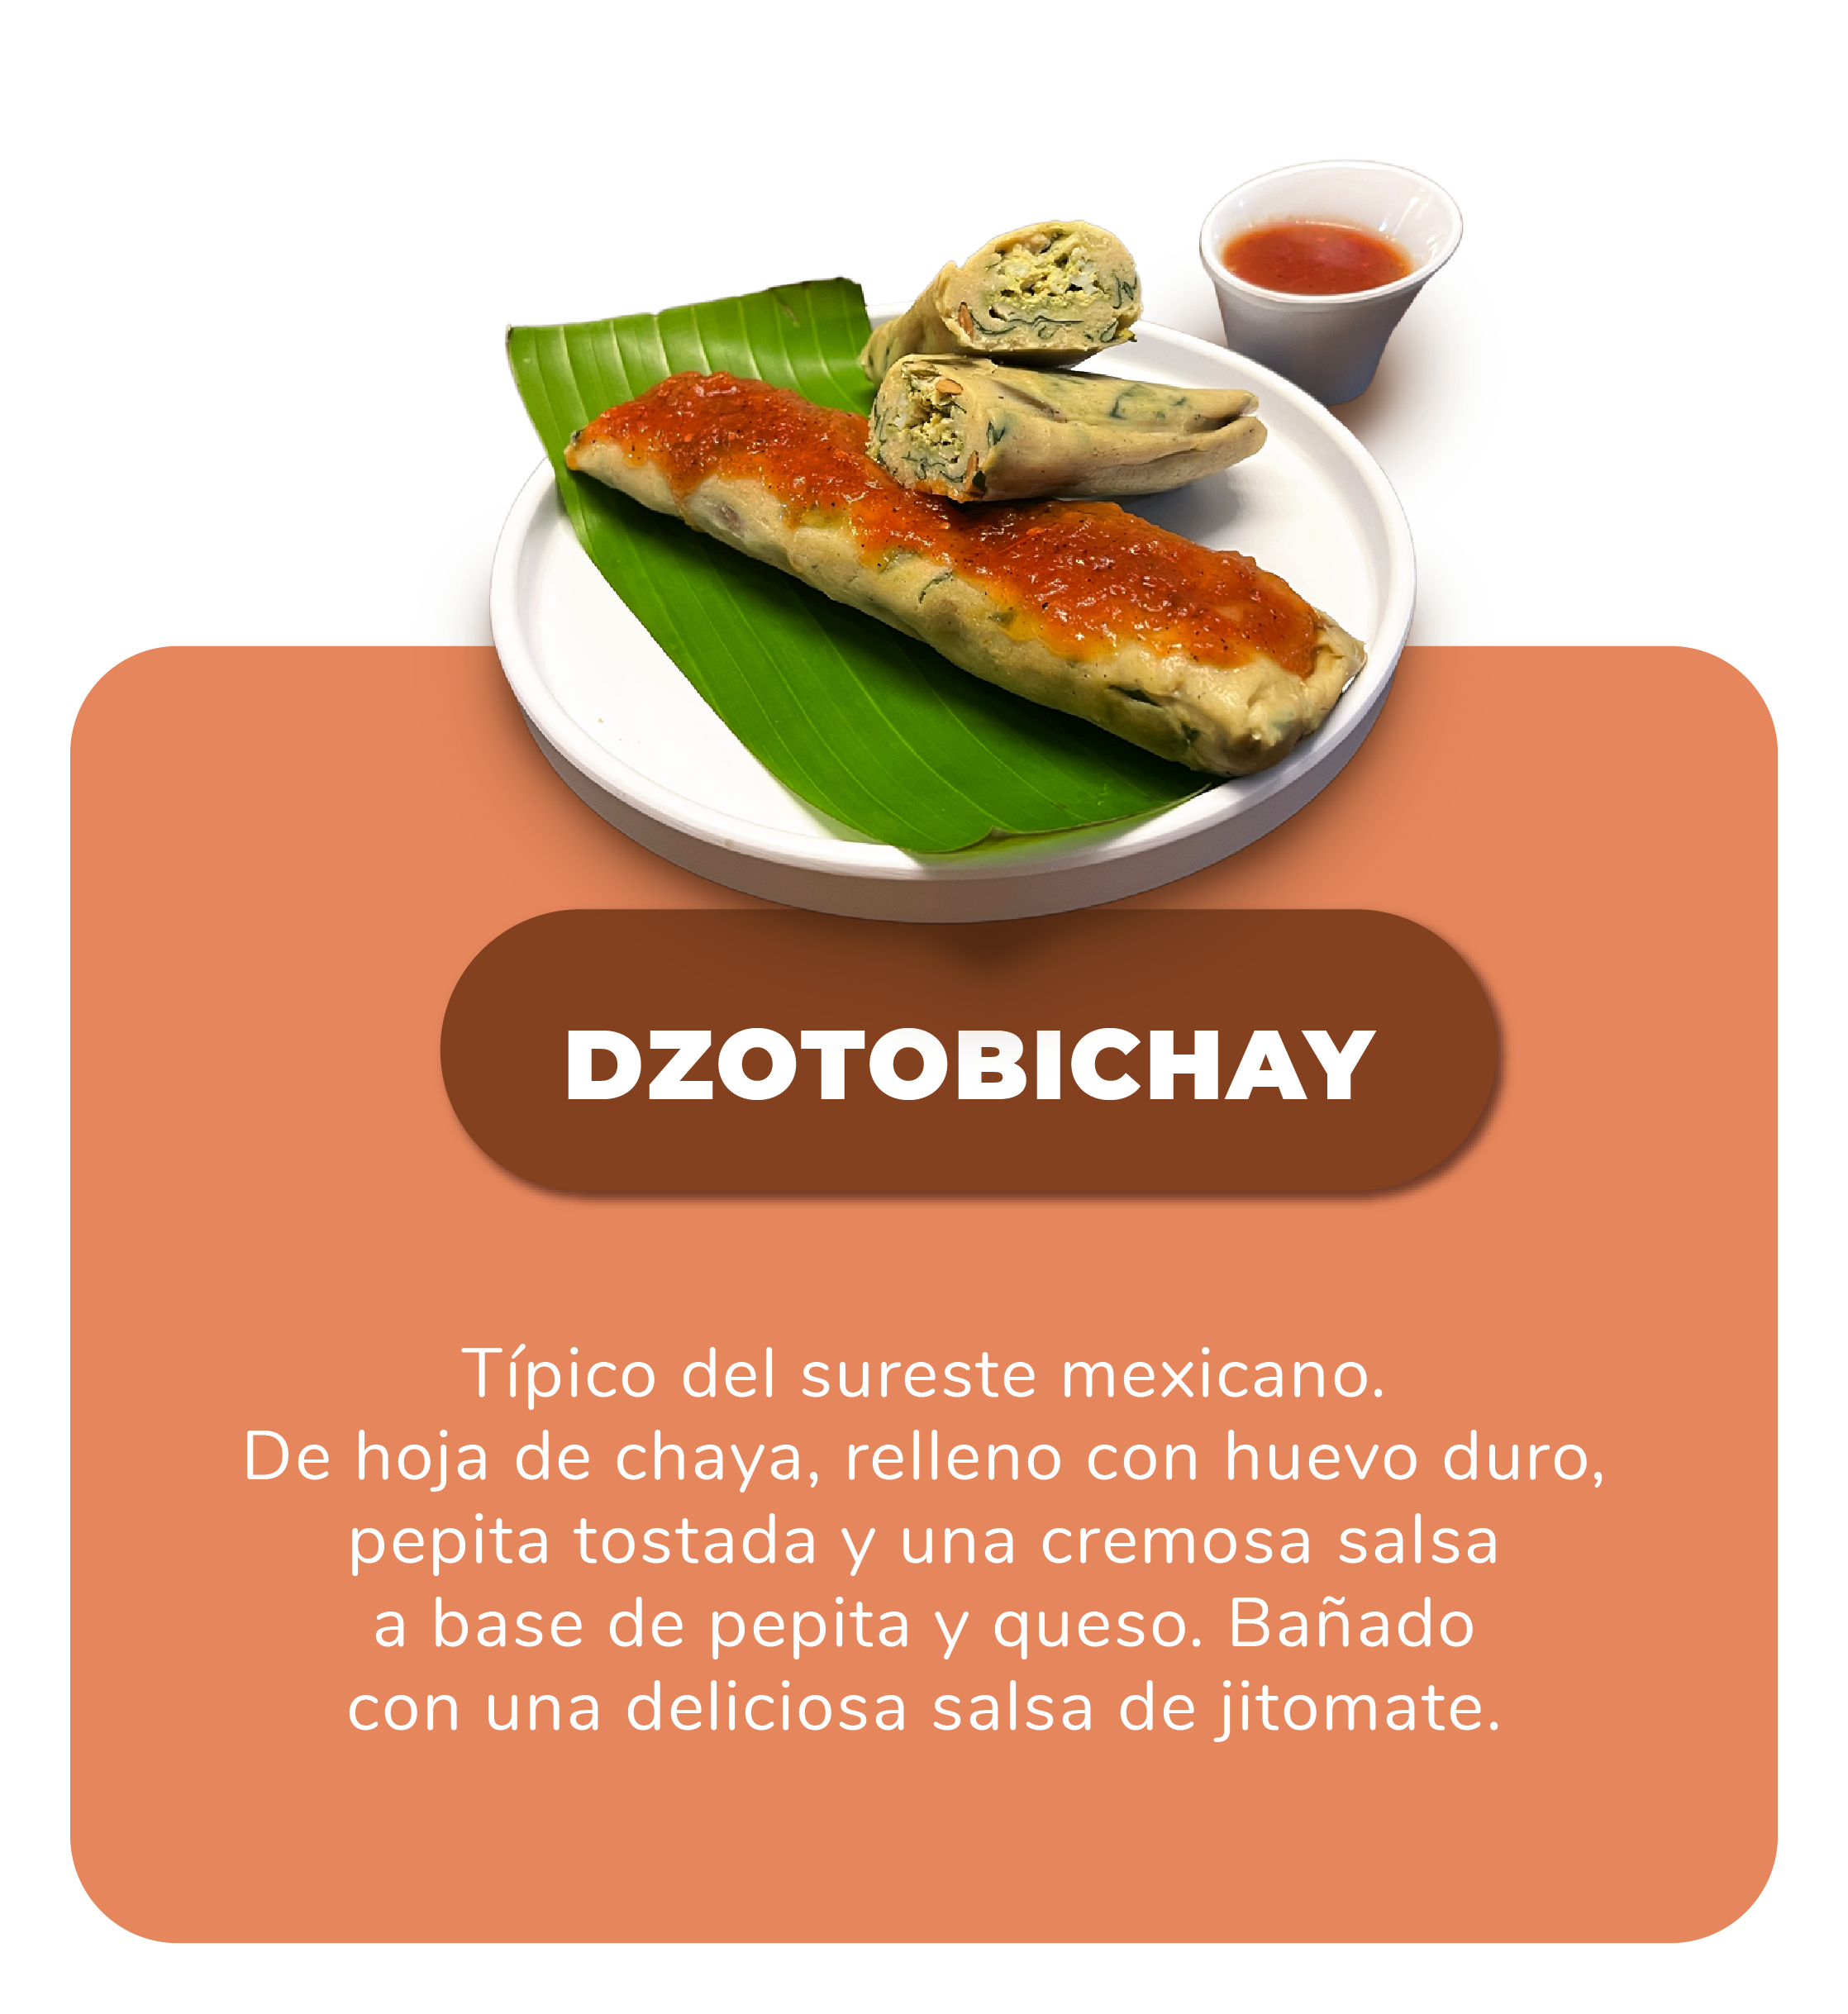 DZOTOBICHAY
Típico del sureste mexicano.
De hoja de chaya, relleno con huevo duro,
pepita tostada y una cremosa salsa
a base de pepita y queso. Bañado
con una deliciosa salsa de jitomate.